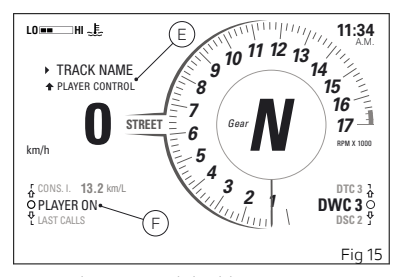 LO HI
E
11:34
A.M.
TRACK NAME
PLAYER CONTROL
0
km/h
STREET
Gear N
1
2
3
4
5
6
7
8
9
10
11
12
13
14
15
16
17
RPM X 1000
CONS. I. 13.2 km/L
PLAYER ON
LAST CALLS
F
DTC 3
DWC 3
DSC 2
Fig 15